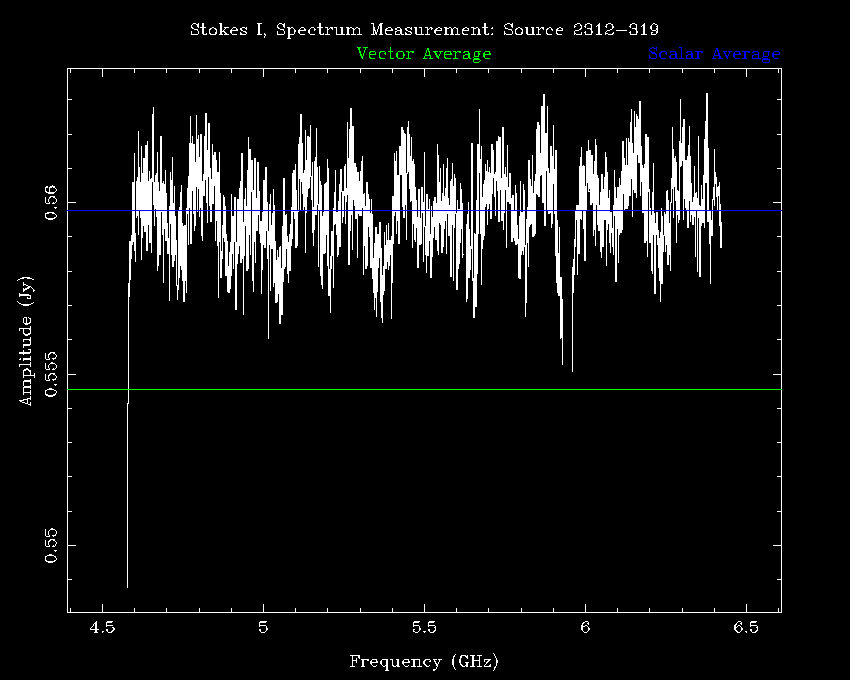 Stokes I, Spectrum Measurement: Source 2312−319
Vector Average
Scalar Average
0.56
0.555
0.55
Amplitude (Jy)
4.5 5 5.5 6 6.5
Frequency (GHz)